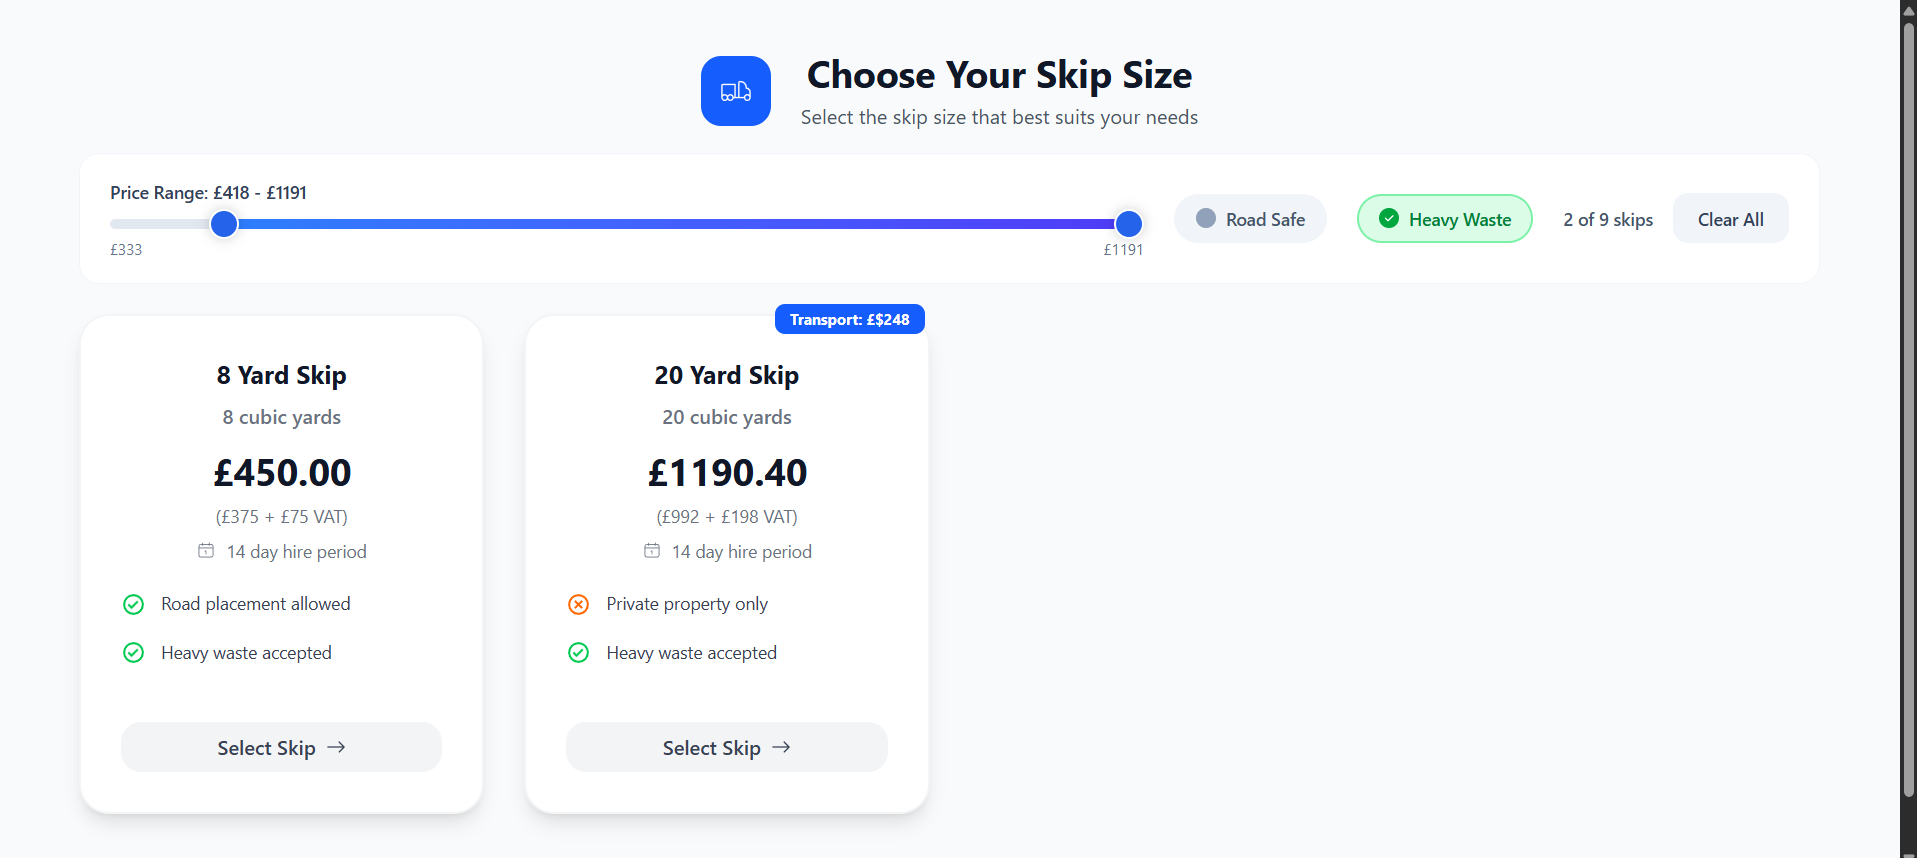 Choose Your Skip Size
Select the skip size that best suits your needs
Price Range: £418 - £1191
£333
£1191
Road Safe
Heavy Waste
2 of 9 skips
Clear All
8 Yard Skip
8 cubic yards
£450.00
(£375 + £75 VAT)
14 day hire period
Road placement allowed
Heavy waste accepted
Select Skip →
Transport: £$248
20 Yard Skip
20 cubic yards
£1190.40
(£992 + £198 VAT)
14 day hire period
Private property only
Heavy waste accepted
Select Skip →